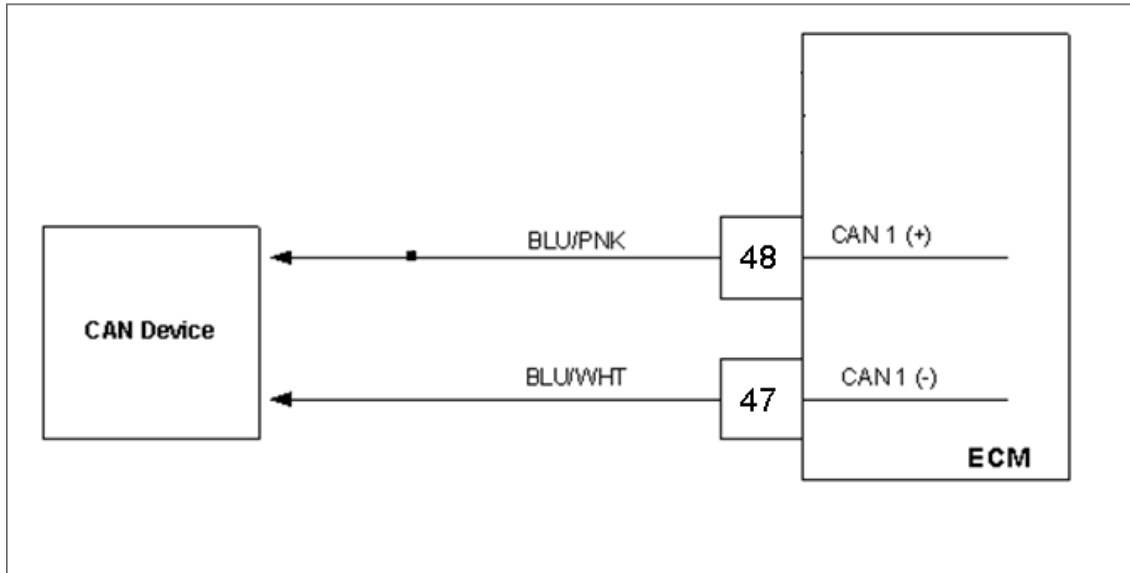 BLU/PNK
48
CAN 1 (+)
CAN Device
BLU/WHT
47
CAN 1 (-)
ECM